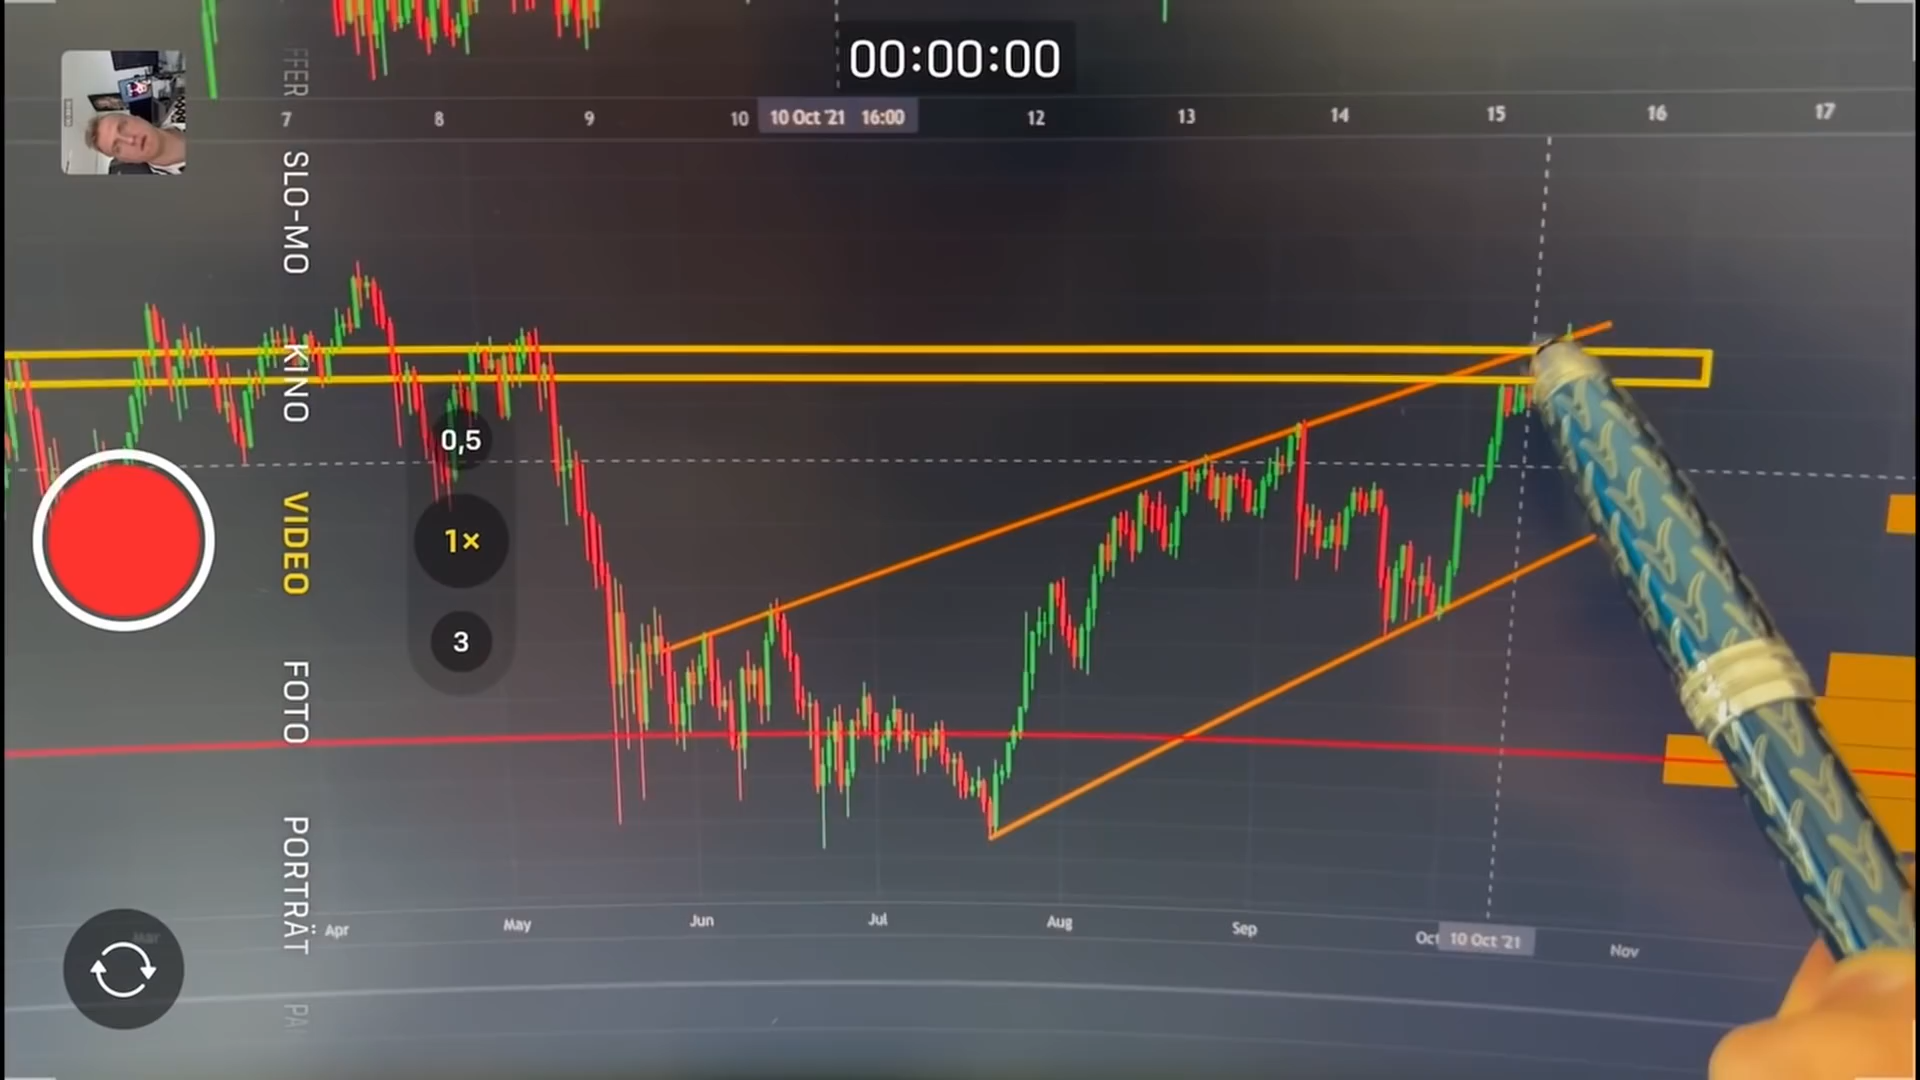 00:00:00
7 8 9 10 10 Oct '21 16:00 12 13 14 15 16 17
SLO-MO
KINO
VIDEO
FOTO
PORTRÄT
0,5
1×
3
Apr May Jun Jul Aug Sep Oct 10 Oct '21 Nov